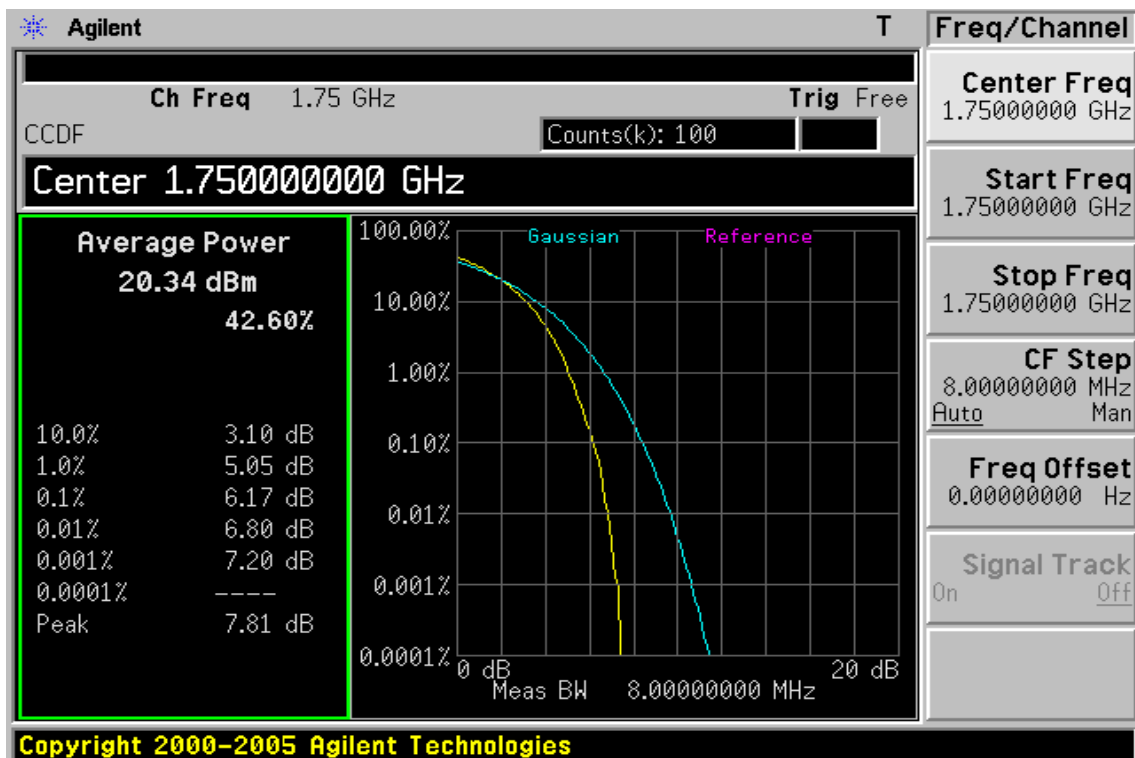 Agilent T Freq/Channel
Ch Freq 1.75 GHz Trig Free
CCDF Counts(k): 100
Center 1.75000000 GHz
Average Power
20.34 dBm
42.60%
10.0% 3.10 dB
1.0% 5.05 dB
0.1% 6.17 dB
0.01% 6.80 dB
0.001% 7.20 dB
0.0001% ----
Peak 7.81 dB
Gaussian Reference
100.00%
10.00%
1.00%
0.10%
0.01%
0.001%
0.0001%
0 dB 20 dB
Meas BW 8.00000000 MHz
Center Freq
1.75000000 GHz
Start Freq
1.75000000 GHz
Stop Freq
1.75000000 GHz
CF Step
8.00000000 MHz
Auto Man
Freq Offset
0.00000000 Hz
Signal Track
On Off
Copyright 2000-2005 Agilent Technologies